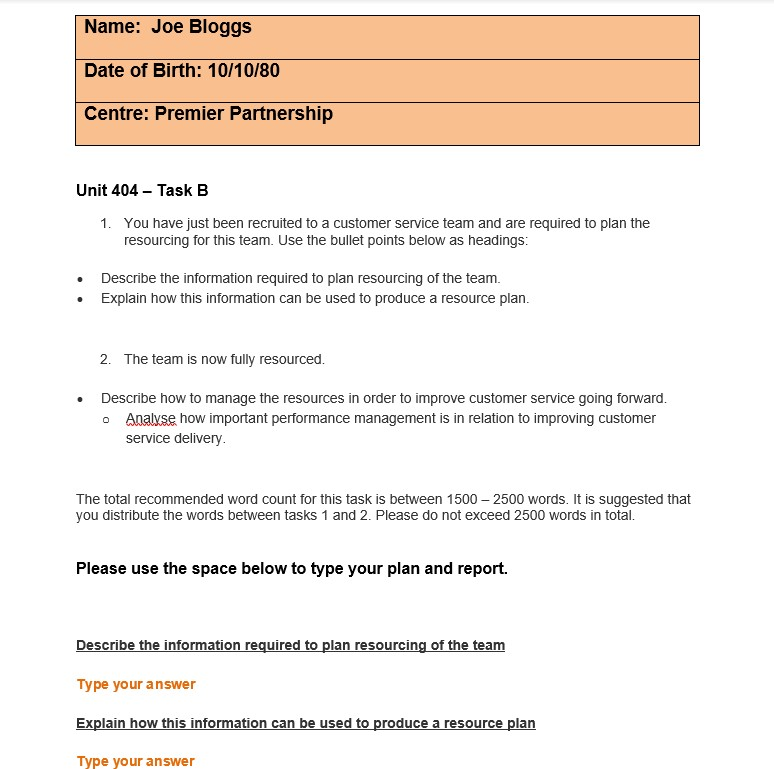 Name:  Joe Bloggs
Date of Birth: 10/10/80
Centre: Premier Partnership
Unit 404 – Task B
1. You have just been recruited to a customer service team and are required to plan the
resourcing for this team. Use the bullet points below as headings:
• Describe the information required to plan resourcing of the team.
• Explain how this information can be used to produce a resource plan.
2. The team is now fully resourced.
• Describe how to manage the resources in order to improve customer service going forward.
o Analyse how important performance management is in relation to improving customer
service delivery.
The total recommended word count for this task is between 1500 – 2500 words. It is suggested that
you distribute the words between tasks 1 and 2. Please do not exceed 2500 words in total.
Please use the space below to type your plan and report.
Describe the information required to plan resourcing of the team
Type your answer
Explain how this information can be used to produce a resource plan
Type your answer